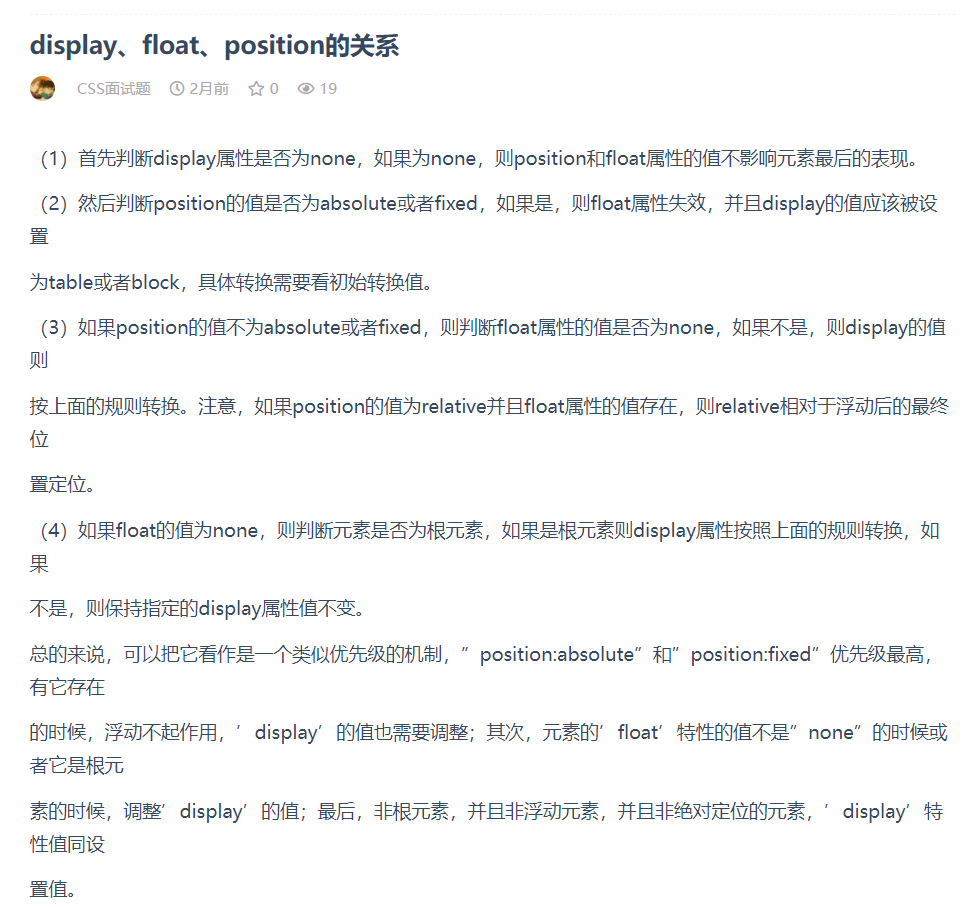 display、float、position的关系
CSS面试题 2月前 0 19
（1）首先判断display属性是否为none，如果为none，则position和float属性的值不影响元素最后的表现。
（2）然后判断position的值是否为absolute或者fixed，如果是，则float属性失效，并且display的值应该被设
置
为table或者block，具体转换需要看初始转换值。
（3）如果position的值不为absolute或者fixed，则判断float属性的值是否为none，如果不是，则display的值
则
按上面的规则转换。注意，如果position的值为relative并且float属性的值存在，则relative相对于浮动后的最终
位
置定位。
（4）如果float的值为none，则判断元素是否为根元素，如果是根元素则display属性按照上面的规则转换，如
果
不是，则保持指定的display属性值不变。
总的来说，可以把它看作是一个类似优先级的机制，”position:absolute”和”position:fixed”优先级最高，
有它存在
的时候，浮动不起作用，’display’的值也需要调整；其次，元素的’float’特性的值不是”none”的时候或
者它是根元
素的时候，调整’display’的值；最后，非根元素，并且非浮动元素，并且非绝对定位的元素，’display’特
性值同设
置值。